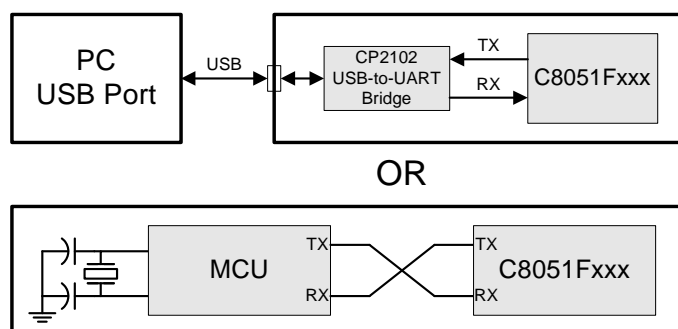 PC
USB Port
USB
CP2102
USB-to-UART
Bridge
TX
RX
C8051Fxxx
OR
MCU
TX
RX
TX
RX
C8051Fxxx